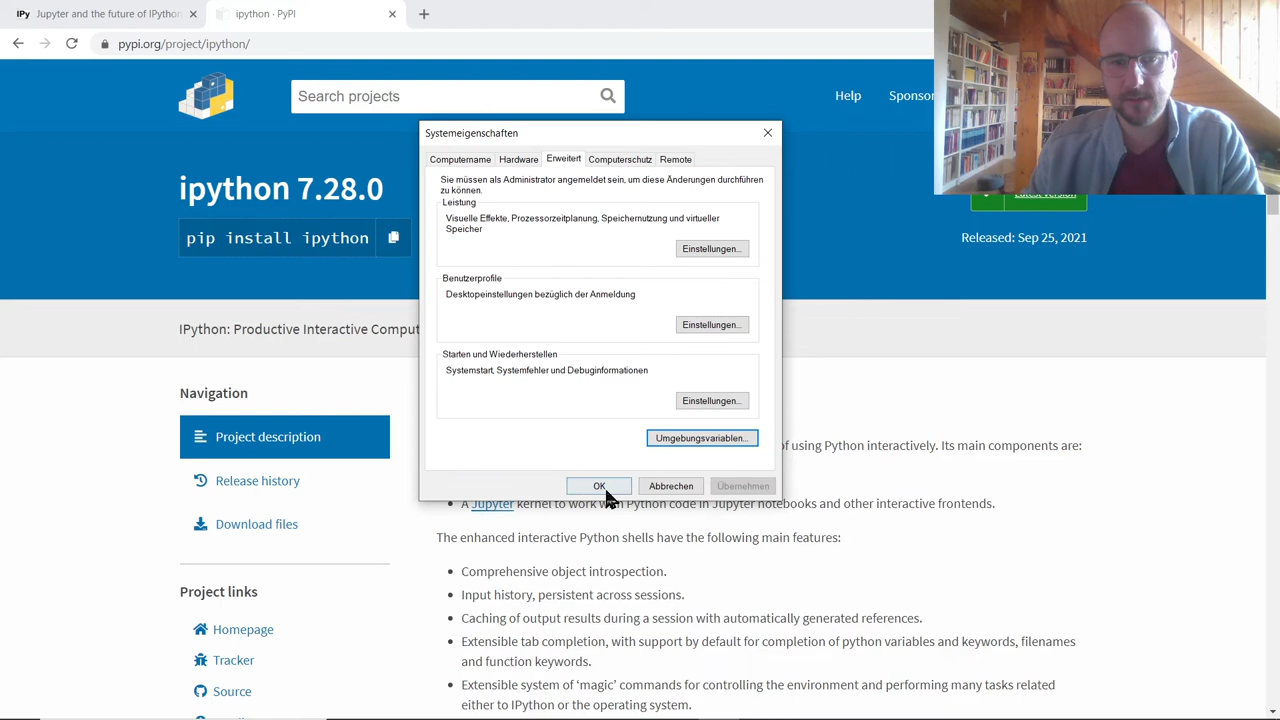 IPy Jupyter and the future of IPython
ipython · PyPI
pypi.org/project/ipython/
Search projects
Help
Sponsor
ipython 7.28.0
pip install ipython
Latest version
Released: Sep 25, 2021
IPython: Productive Interactive Comput
Systemeigenschaften
Computername Hardware Erweitert Computerschutz Remote
Sie müssen als Administrator angemeldet sein, um diese Änderungen durchführen
zu können.
Leistung
Visuelle Effekte, Prozessorzeitplanung, Speichernutzung und virtueller
Speicher
Einstellungen...
Benutzerprofile
Desktopeinstellungen bezüglich der Anmeldung
Einstellungen...
Starten und Wiederherstellen
Systemstart, Systemfehler und Debuginformationen
Einstellungen...
Umgebungsvariablen...
OK
Abbrechen
Übernehmen
Navigation
Project description
Release history
Download files
Project links
Homepage
Tracker
Source
of using Python interactively. Its main components are:
A Jupyter kernel to work with Python code in Jupyter notebooks and other interactive frontends.
The enhanced interactive Python shells have the following main features:
Comprehensive object introspection.
Input history, persistent across sessions.
Caching of output results during a session with automatically generated references.
Extensible tab completion, with support by default for completion of python variables and keywords, filenames
and function keywords.
Extensible system of ‘magic’ commands for controlling the environment and performing many tasks related
either to IPython or the operating system.